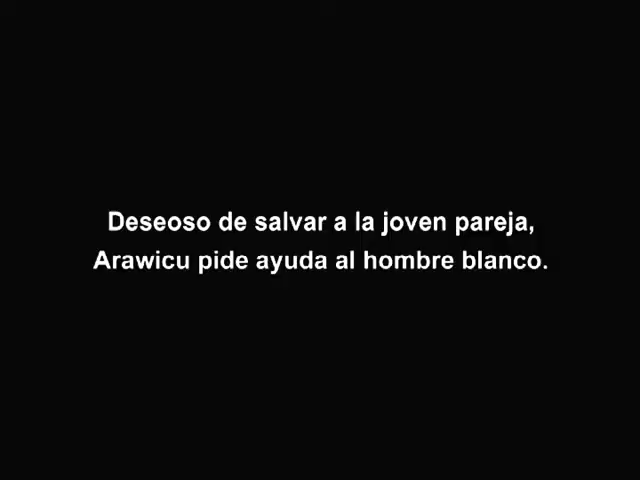 Deseoso de salvar a la joven pareja,
Arawicu pide ayuda al hombre blanco.